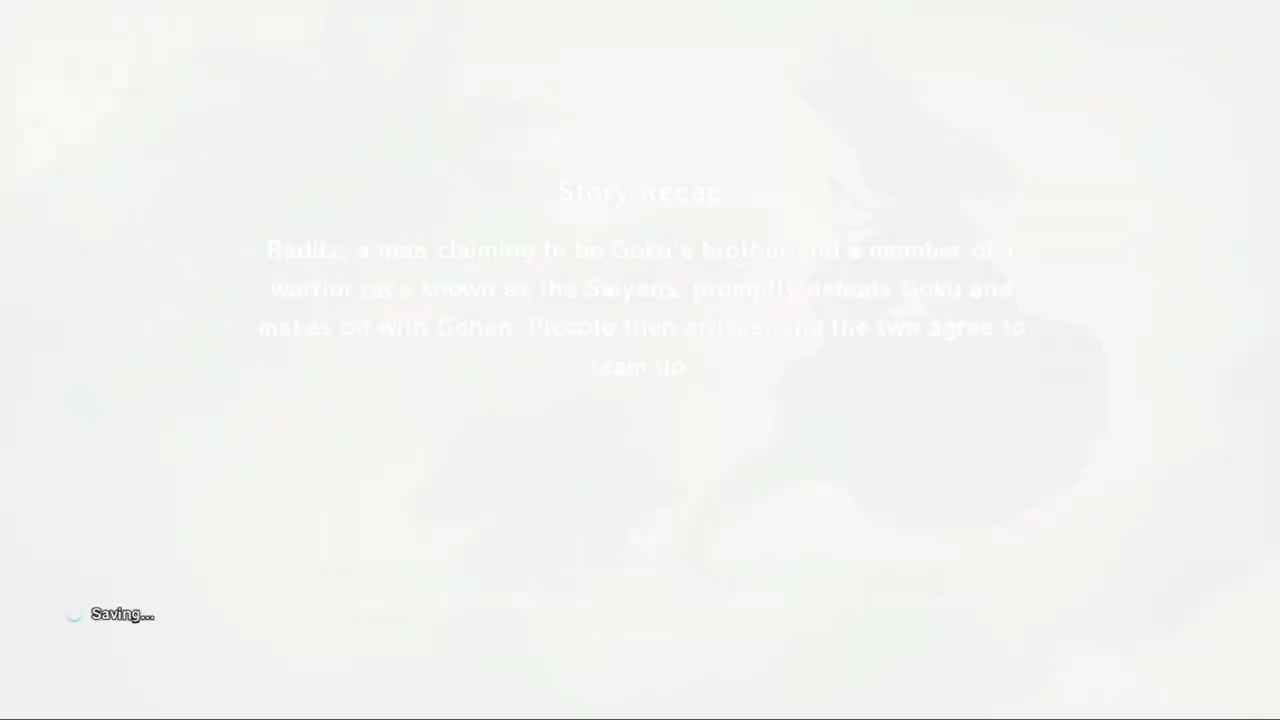 Story Recap
Raditz, a man claiming to be Goku's brother and a member of a
warrior race known as the Saiyans, promptly defeats Goku and
makes off with Gohan. Piccolo then arrives, and the two agree to
team up.
Saving...